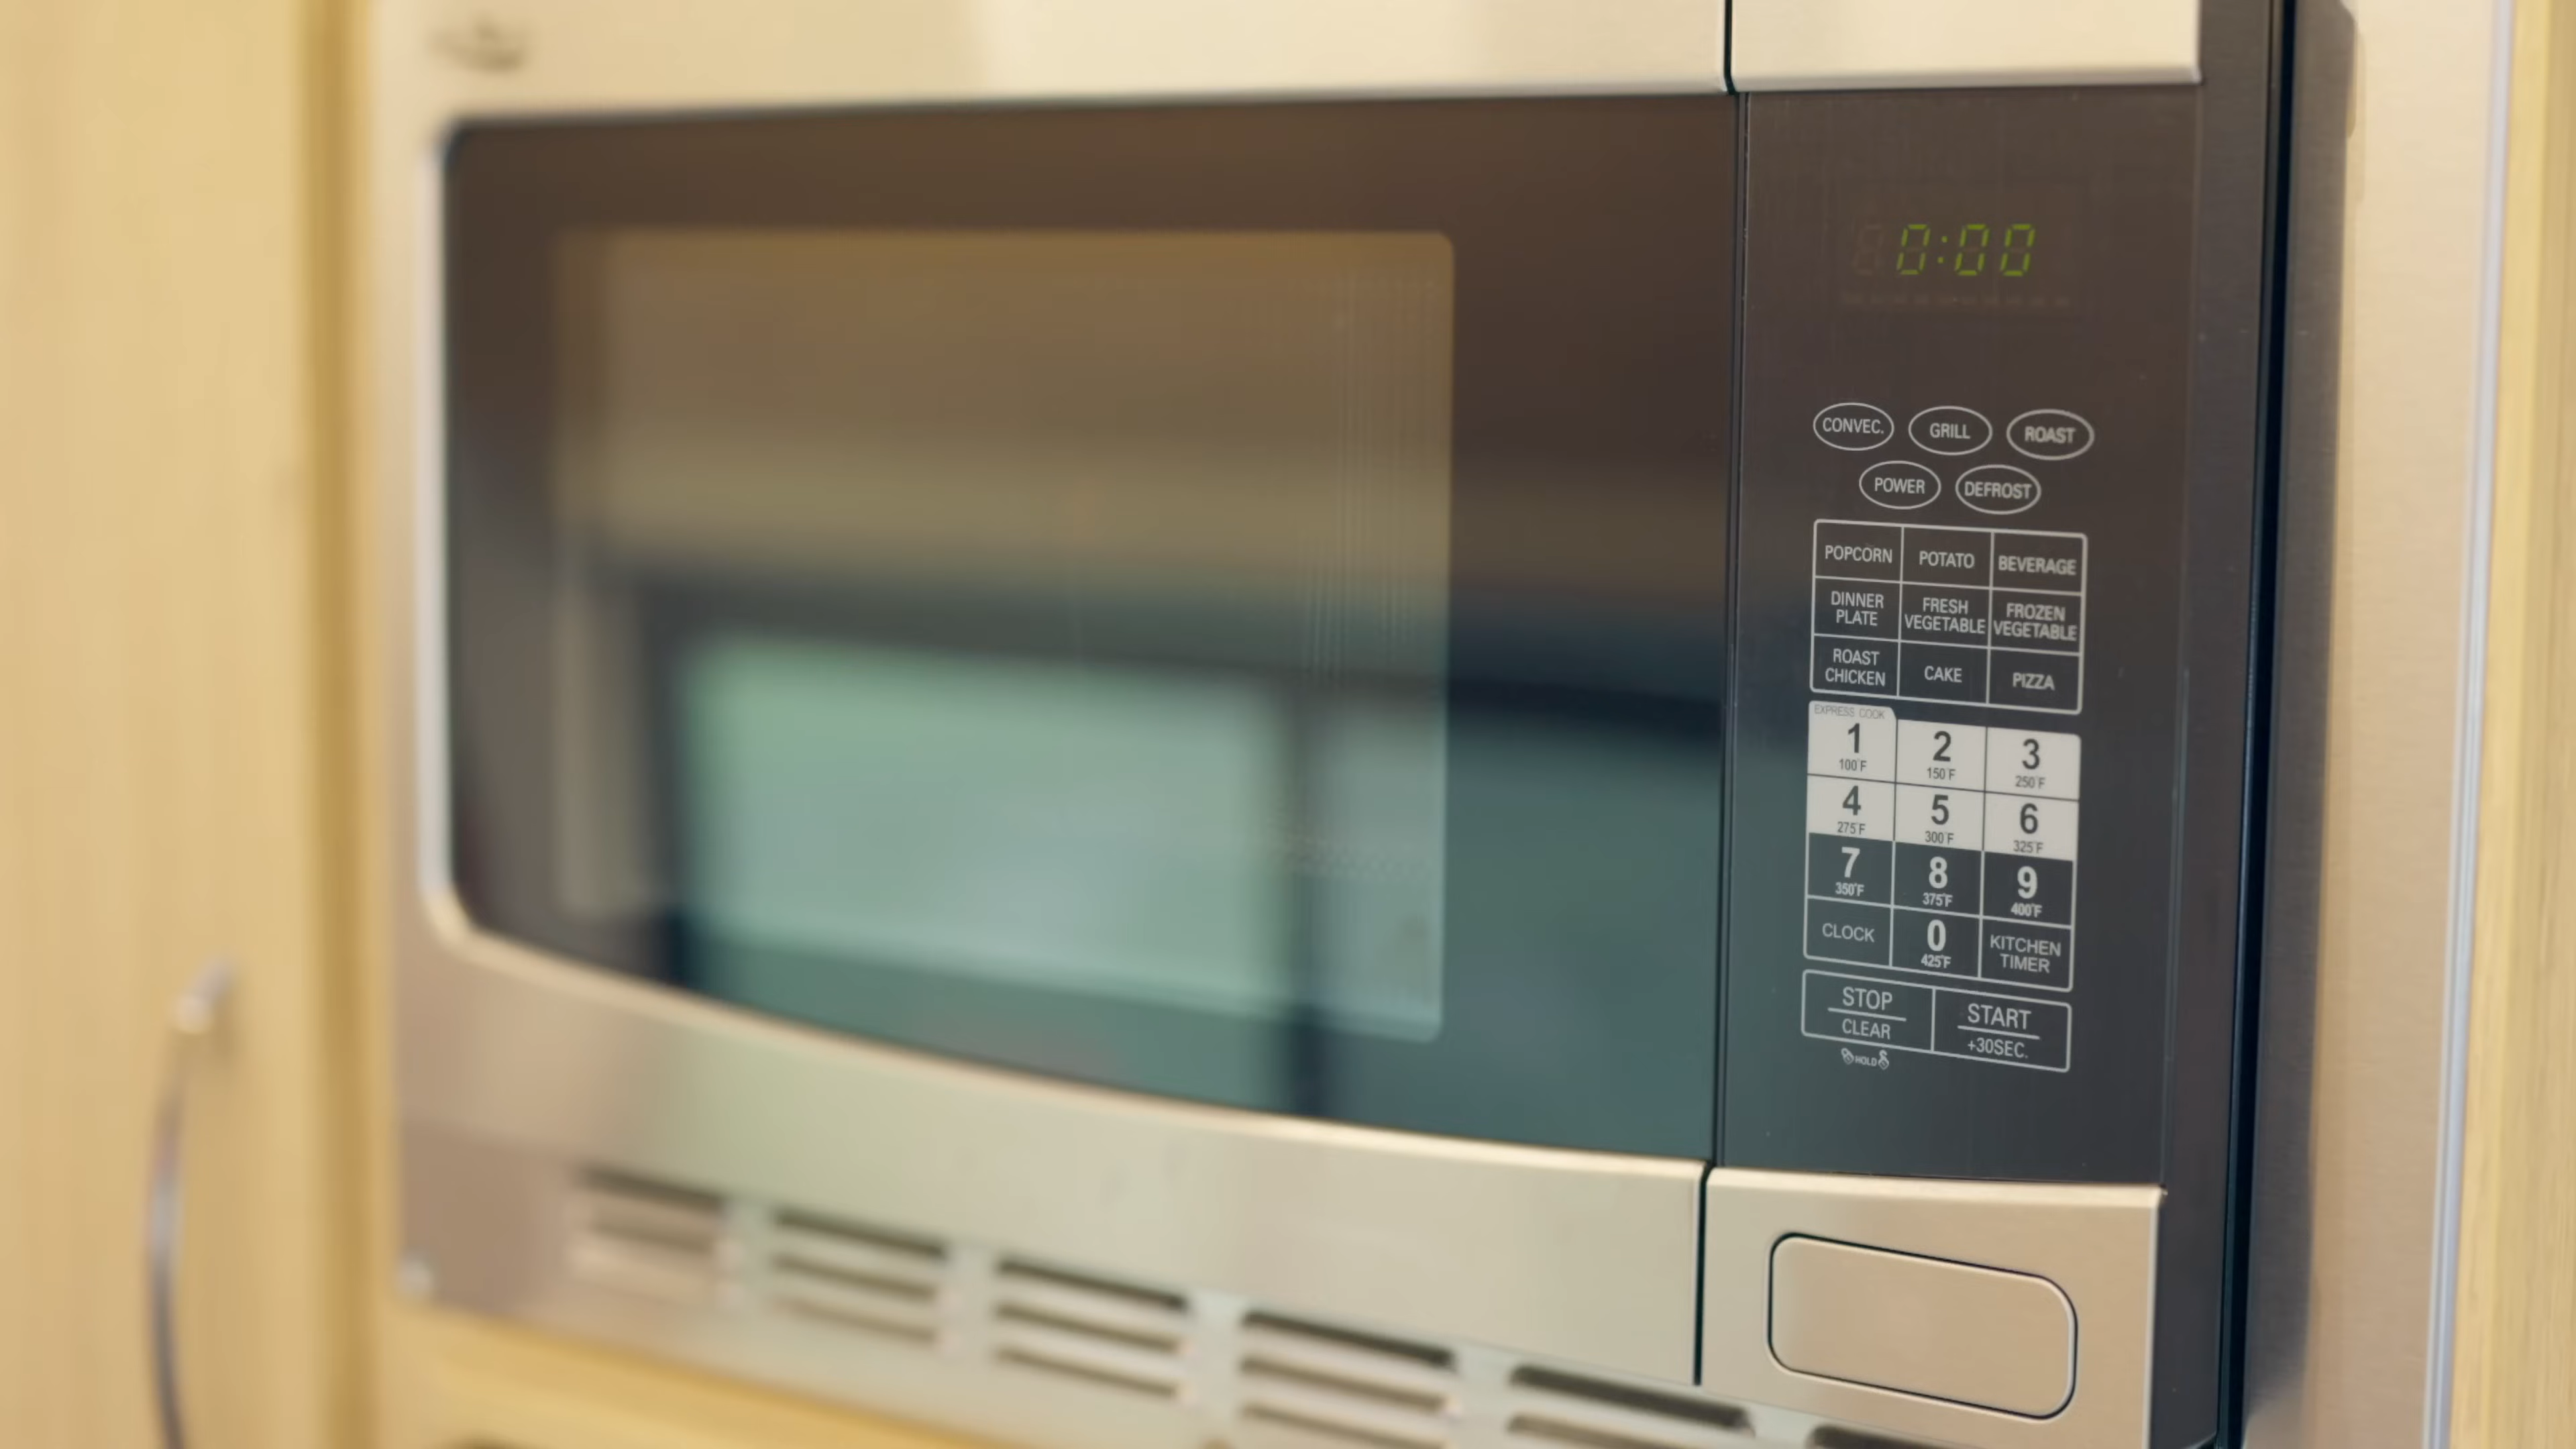 0:00
CONVEC. GRILL ROAST
POWER DEFROST
POPCORN POTATO BEVERAGE
DINNER PLATE FRESH VEGETABLE FROZEN VEGETABLE
ROAST CHICKEN CAKE PIZZA
EXPRESS COOK
1 2 3
100°F 150°F 250°F
4 5 6
275°F 300°F 325°F
7 8 9
350°F 375°F 400°F
CLOCK 0 KITCHEN TIMER
425°F
STOP START
CLEAR +30SEC.
HOLD